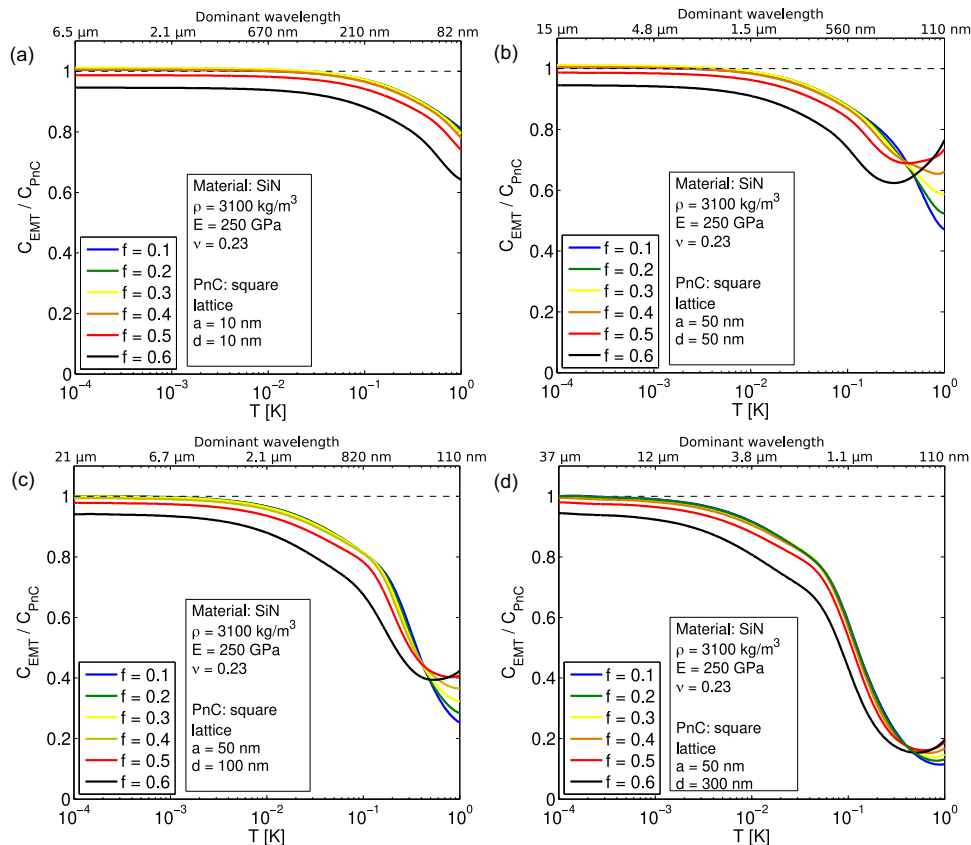 (a)
Dominant wavelength
6.5 μm 2.1 μm 670 nm 210 nm 82 nm
C_EMT / C_PnC
1
0.8
0.6
0.4
0.2
0
Material: SiN
ρ = 3100 kg/m³
E = 250 GPa
ν = 0.23
PnC: square
lattice
a = 10 nm
d = 10 nm
f = 0.1
f = 0.2
f = 0.3
f = 0.4
f = 0.5
f = 0.6
10⁻⁴ 10⁻³ 10⁻² 10⁻¹ 10⁰
T [K]
(b)
Dominant wavelength
15 μm 4.8 μm 1.5 μm 560 nm 110 nm
C_EMT / C_PnC
1
0.8
0.6
0.4
0.2
0
Material: SiN
ρ = 3100 kg/m³
E = 250 GPa
ν = 0.23
PnC: square
lattice
a = 50 nm
d = 50 nm
f = 0.1
f = 0.2
f = 0.3
f = 0.4
f = 0.5
f = 0.6
10⁻⁴ 10⁻³ 10⁻² 10⁻¹ 10⁰
T [K]
(c)
Dominant wavelength
21 μm 6.7 μm 2.1 μm 820 nm 110 nm
C_EMT / C_PnC
1
0.8
0.6
0.4
0.2
0
Material: SiN
ρ = 3100 kg/m³
E = 250 GPa
ν = 0.23
PnC: square
lattice
a = 50 nm
d = 100 nm
f = 0.1
f = 0.2
f = 0.3
f = 0.4
f = 0.5
f = 0.6
10⁻⁴ 10⁻³ 10⁻² 10⁻¹ 10⁰
T [K]
(d)
Dominant wavelength
37 μm 12 μm 3.8 μm 1.1 μm 110 nm
C_EMT / C_PnC
1
0.8
0.6
0.4
0.2
0
Material: SiN
ρ = 3100 kg/m³
E = 250 GPa
ν = 0.23
PnC: square
lattice
a = 50 nm
d = 300 nm
f = 0.1
f = 0.2
f = 0.3
f = 0.4
f = 0.5
f = 0.6
10⁻⁴ 10⁻³ 10⁻² 10⁻¹ 10⁰
T [K]